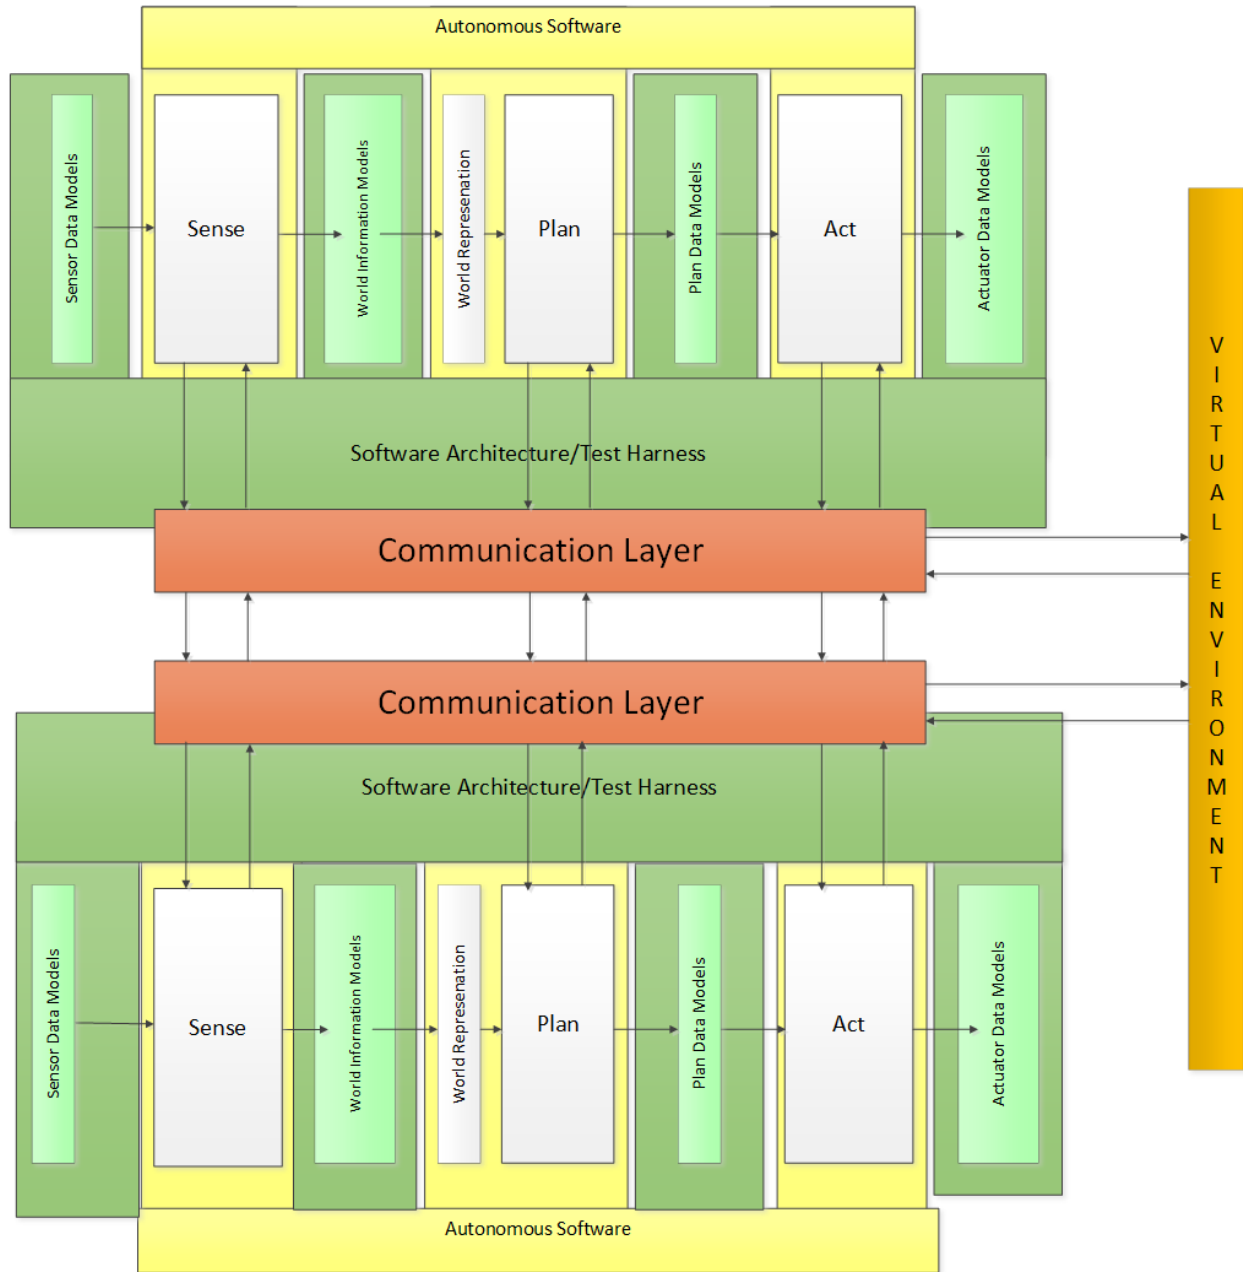 Autonomous Software
Sensor Data Models
Sense
World Information Models
World Represenation
Plan
Plan Data Models
Act
Actuator Data Models
Software Architecture/Test Harness
Communication Layer
VIRTUAL ENVIRONMENT
Communication Layer
Software Architecture/Test Harness
Sensor Data Models
Sense
World Information Models
World Represenation
Plan
Plan Data Models
Act
Actuator Data Models
Autonomous Software